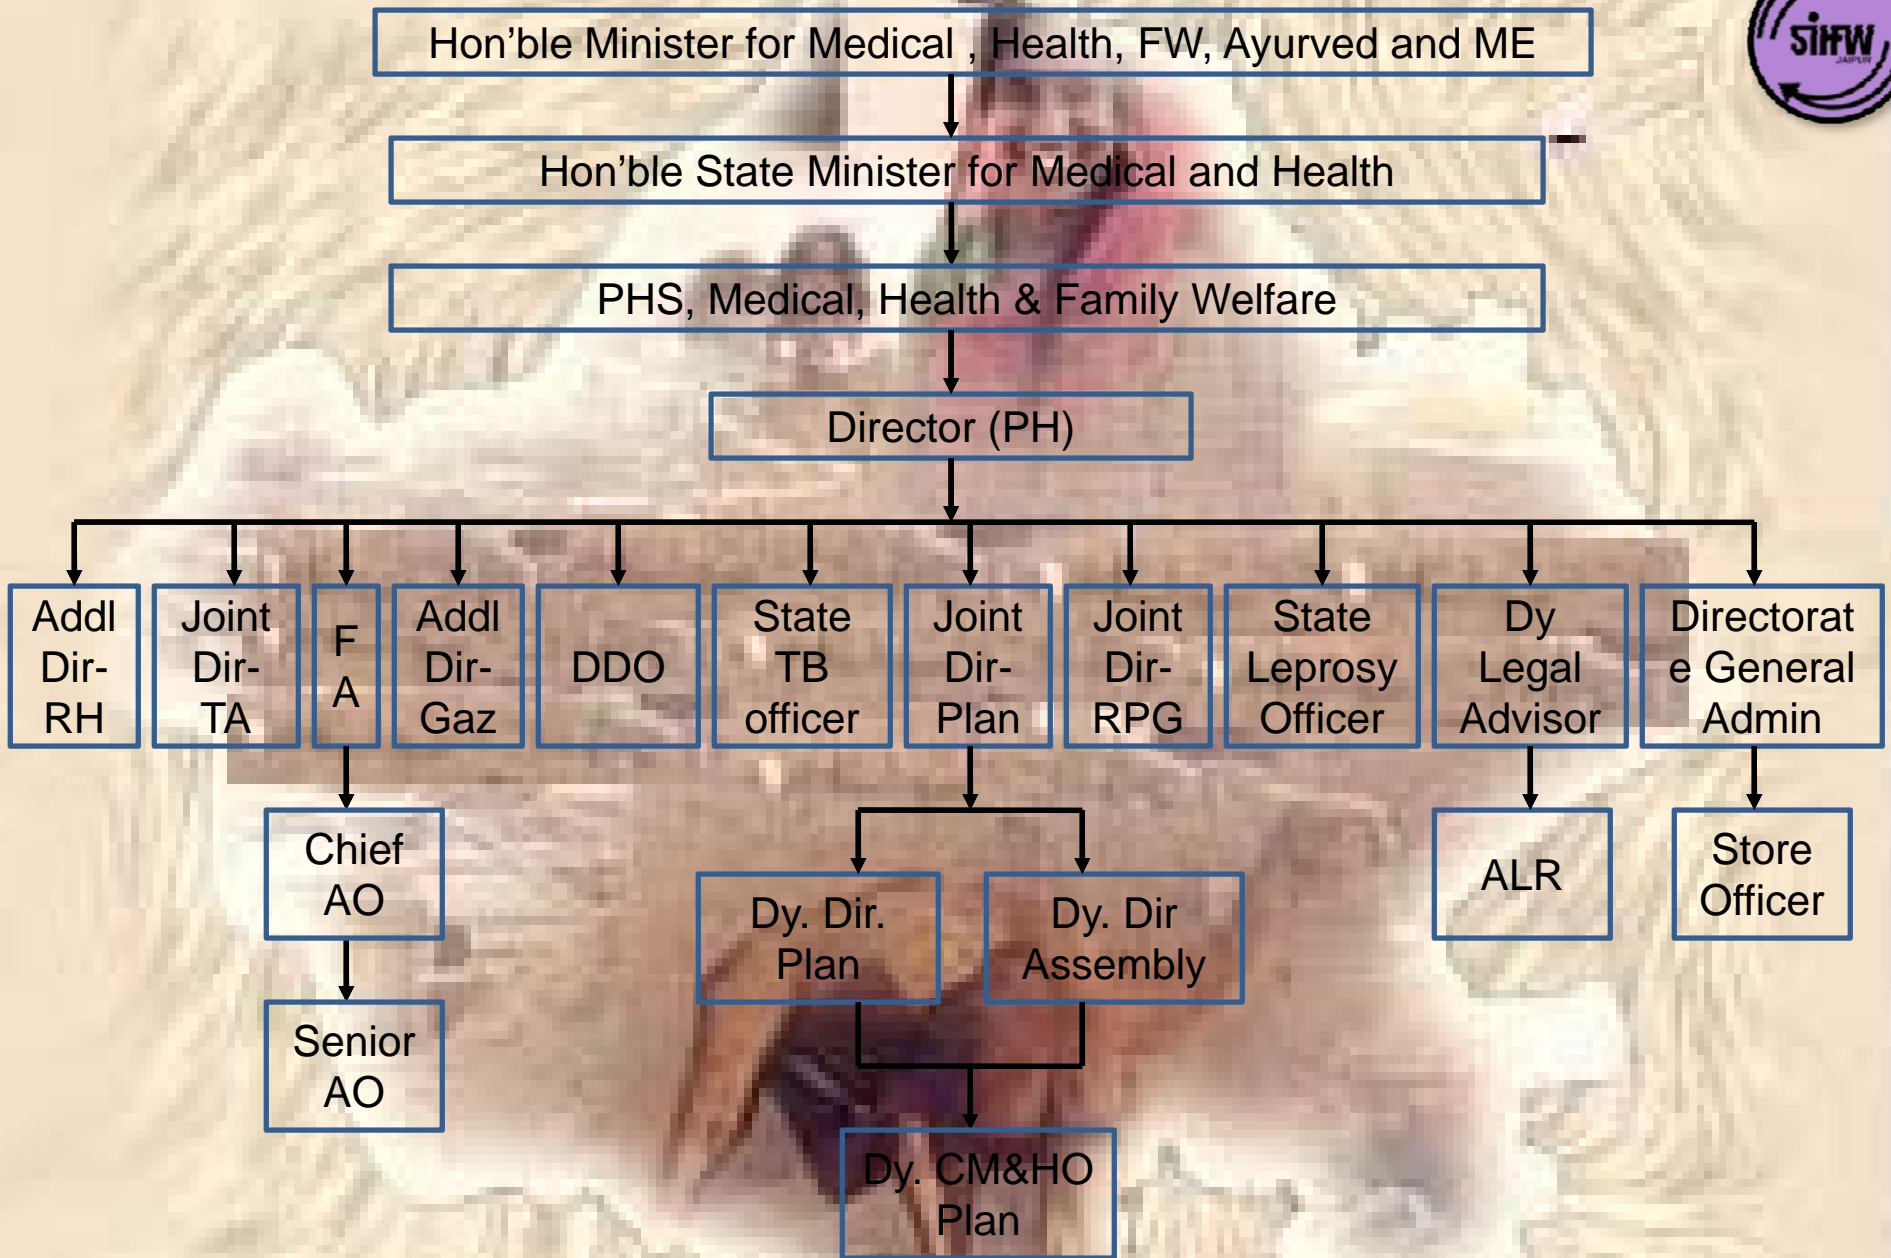 Hon'ble Minister for Medical , Health, FW, Ayurved and ME
SIHFW
JAIPUR
Hon'ble State Minister for Medical and Health
PHS, Medical, Health & Family Welfare
Director (PH)
Addl
Dir-
RH
Joint
Dir-
TA
F
A
Addl
Dir-
Gaz
DDO
State
TB
officer
Joint
Dir-
Plan
Joint
Dir-
RPG
State
Leprosy
Officer
Dy
Legal
Advisor
Directorat
e General
Admin
Chief
AO
Dy. Dir.
Plan
Dy. Dir
Assembly
ALR
Store
Officer
Senior
AO
Dy. CM&HO
Plan